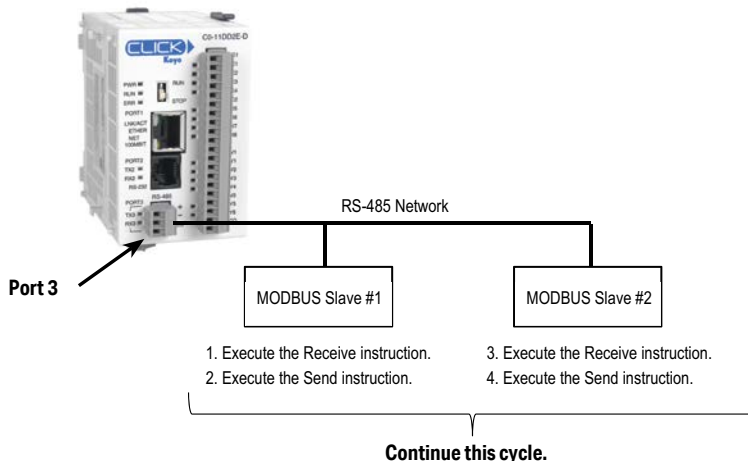 C0-11DD2E-D
CLICK
Koyo
PWR
RUN
ERR
RUN
STOP
PORT1
LNK/ACT
ETHER
NET
100MBIT
PORT2
TX2
RX2
RS-232
PORT3
RS-485
TX3
RX3
RS-485 Network
Port 3
MODBUS Slave #1
MODBUS Slave #2
1. Execute the Receive instruction.
2. Execute the Send instruction.
3. Execute the Receive instruction.
4. Execute the Send instruction.
Continue this cycle.